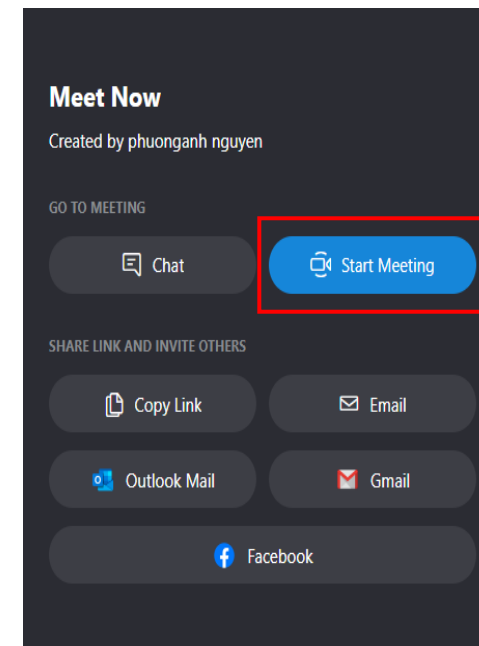 Meet Now
Created by phuonganh nguyen
GO TO MEETING
Chat
Start Meeting
SHARE LINK AND INVITE OTHERS
Copy Link
Email
Outlook Mail
Gmail
Facebook